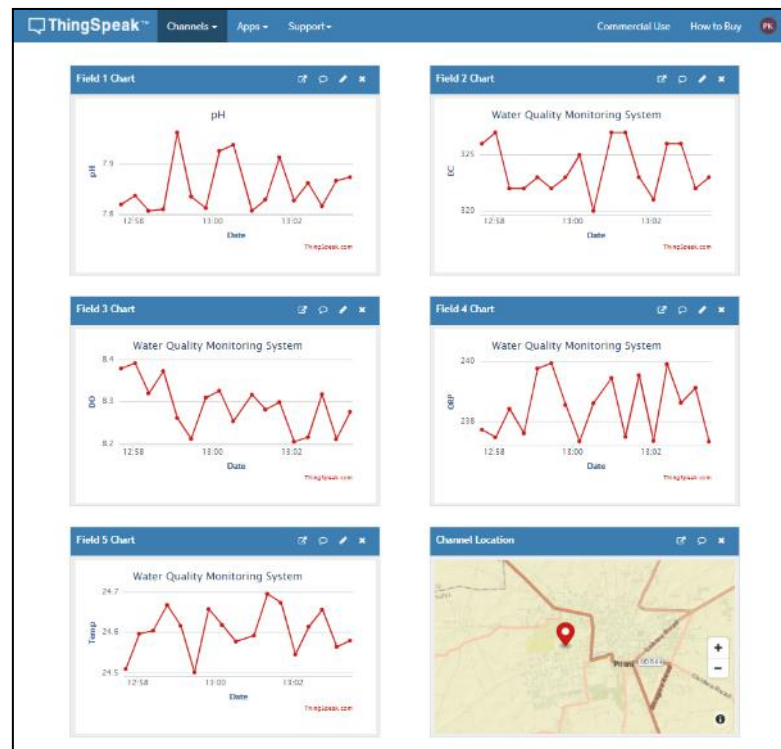 ThingSpeak™ Channels Apps Support Commercial Use How to Buy PK
Field 1 Chart
pH
pH
7.9
7.8
12:58 13:00 13:02
Date
ThingSpeak.com
Field 2 Chart
Water Quality Monitoring System
EC
325
320
12:58 13:00 13:02
Date
ThingSpeak.com
Field 3 Chart
Water Quality Monitoring System
DO
8.4
8.3
8.2
12:58 13:00 13:02
Date
ThingSpeak.com
Field 4 Chart
Water Quality Monitoring System
ORP
240
238
12:58 13:00 13:02
Date
ThingSpeak.com
Field 5 Chart
Water Quality Monitoring System
Temp
24.7
24.6
24.5
12:58 13:00 13:02
Date
ThingSpeak.com
Channel Location
+
−